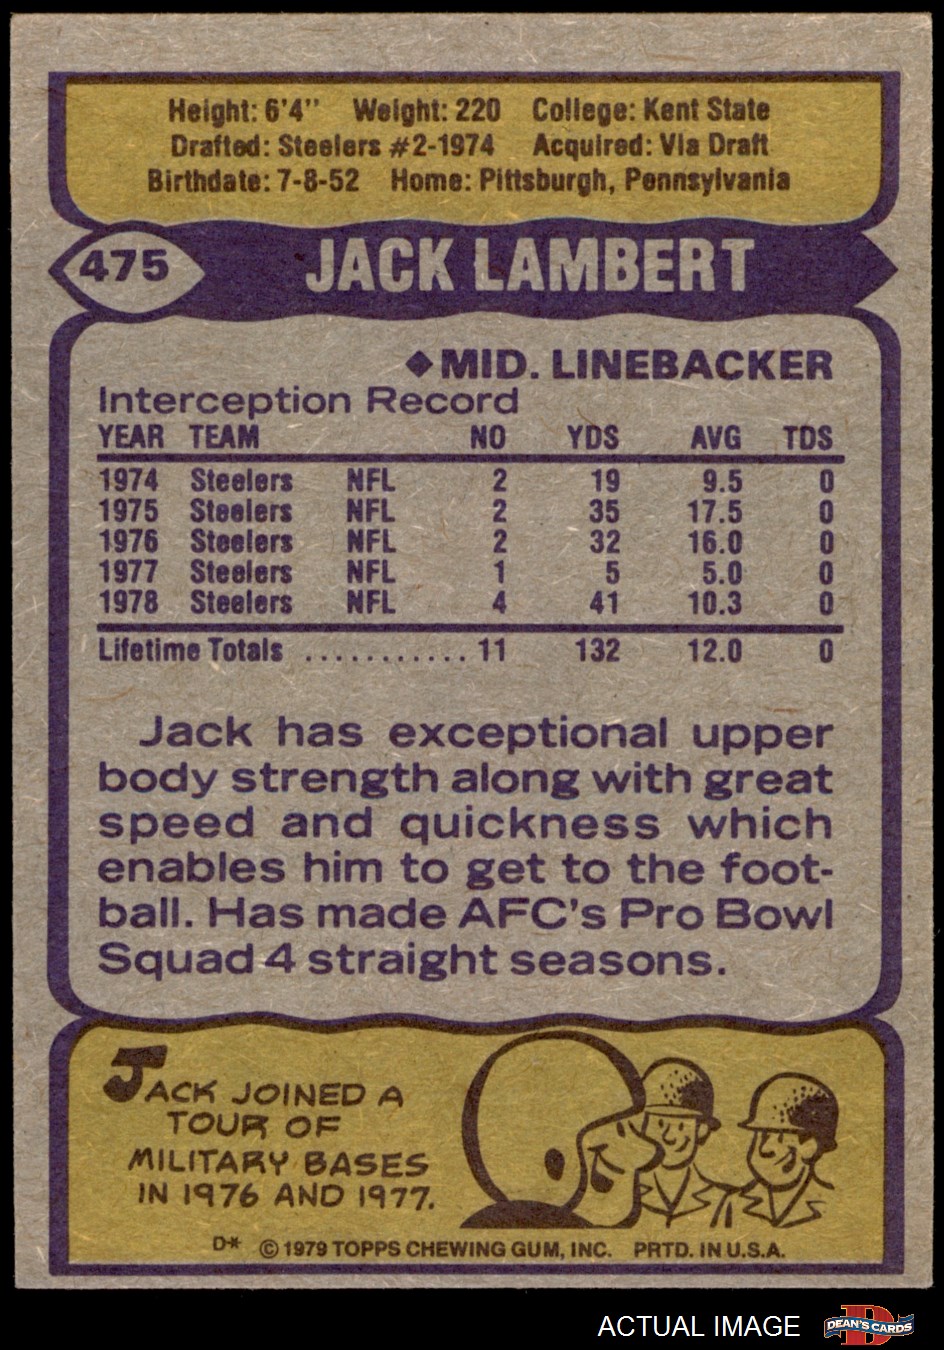 Height: 6'4" Weight: 220 College: Kent State
Drafted: Steelers #2-1974 Acquired: Via Draft
Birthdate: 7-8-52 Home: Pittsburgh, Pennsylvania
475 JACK LAMBERT
◆MID. LINEBACKER
Interception Record
YEAR TEAM NO YDS AVG TDS
1974 Steelers NFL 2 19 9.5 0
1975 Steelers NFL 2 35 17.5 0
1976 Steelers NFL 2 32 16.0 0
1977 Steelers NFL 1 5 5.0 0
1978 Steelers NFL 4 41 10.3 0
Lifetime Totals ........... 11 132 12.0 0
Jack has exceptional upper
body strength along with great
speed and quickness which
enables him to get to the foot-
ball. Has made AFC's Pro Bowl
Squad 4 straight seasons.
JACK JOINED A
TOUR OF
MILITARY BASES
IN 1976 AND 1977.
D* © 1979 TOPPS CHEWING GUM, INC. PRTD. IN U.S.A.
ACTUAL IMAGE DEAN'S CARDS